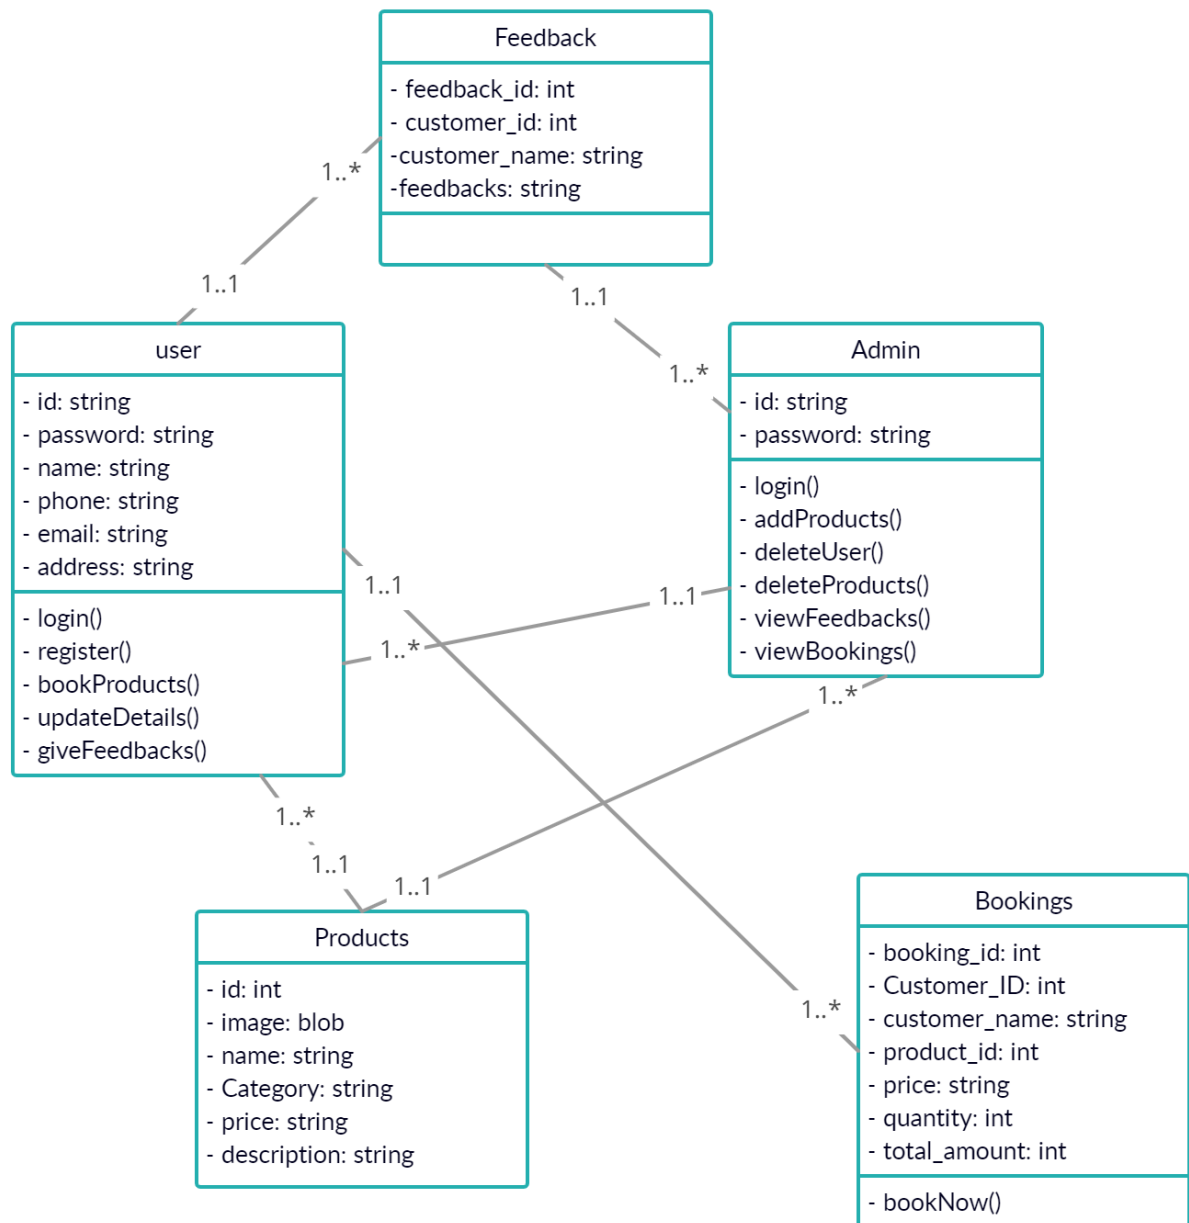 Feedback
- feedback_id: int
- customer_id: int
-customer_name: string
-feedbacks: string
1..*
1..1
1..1
1..*
user
- id: string
- password: string
- name: string
- phone: string
- email: string
- address: string
- login()
- register()
- bookProducts()
- updateDetails()
- giveFeedbacks()
Admin
- id: string
- password: string
- login()
- addProducts()
- deleteUser()
- deleteProducts()
- viewFeedbacks()
- viewBookings()
1..1
1..1
1..*
1..*
1..*
1..1
1..1
1..*
Products
- id: int
- image: blob
- name: string
- Category: string
- price: string
- description: string
Bookings
- booking_id: int
- Customer_ID: int
- customer_name: string
- product_id: int
- price: string
- quantity: int
- total_amount: int
- bookNow()